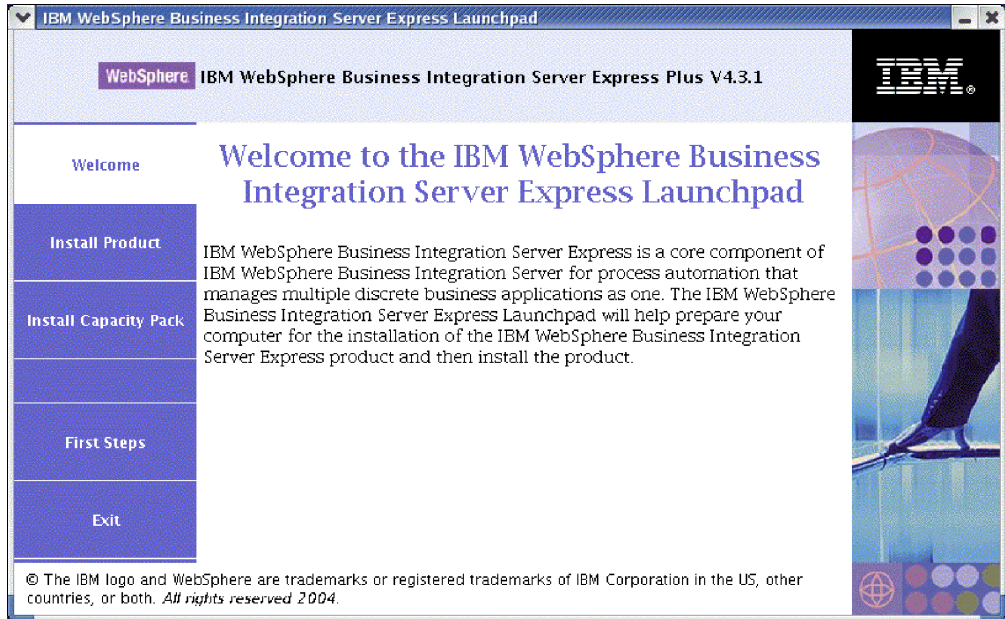 IBM WebSphere Business Integration Server Express Launchpad
WebSphere. IBM WebSphere Business Integration Server Express Plus V4.3.1
IBM®
Welcome
Install Product
Install Capacity Pack
First Steps
Exit
Welcome to the IBM WebSphere Business
Integration Server Express Launchpad
IBM WebSphere Business Integration Server Express is a core component of
IBM WebSphere Business Integration Server for process automation that
manages multiple discrete business applications as one. The IBM WebSphere
Business Integration Server Express Launchpad will help prepare your
computer for the installation of the IBM WebSphere Business Integration
Server Express product and then install the product.
© The IBM logo and WebSphere are trademarks or registered trademarks of IBM Corporation in the US, other
countries, or both. All rights reserved 2004.